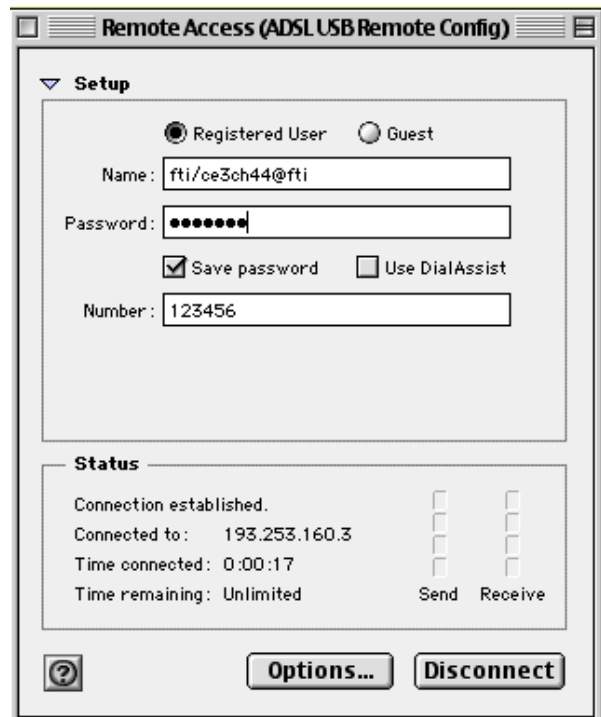 Remote Access (ADSL USB Remote Config)
Setup
Registered User Guest
Name: fti/ce3ch44@fti
Password: •••••••
Save password Use DialAssist
Number: 123456
Status
Connection established.
Connected to: 193.253.160.3
Time connected: 0:00:17
Time remaining: Unlimited Send Receive
? Options... Disconnect